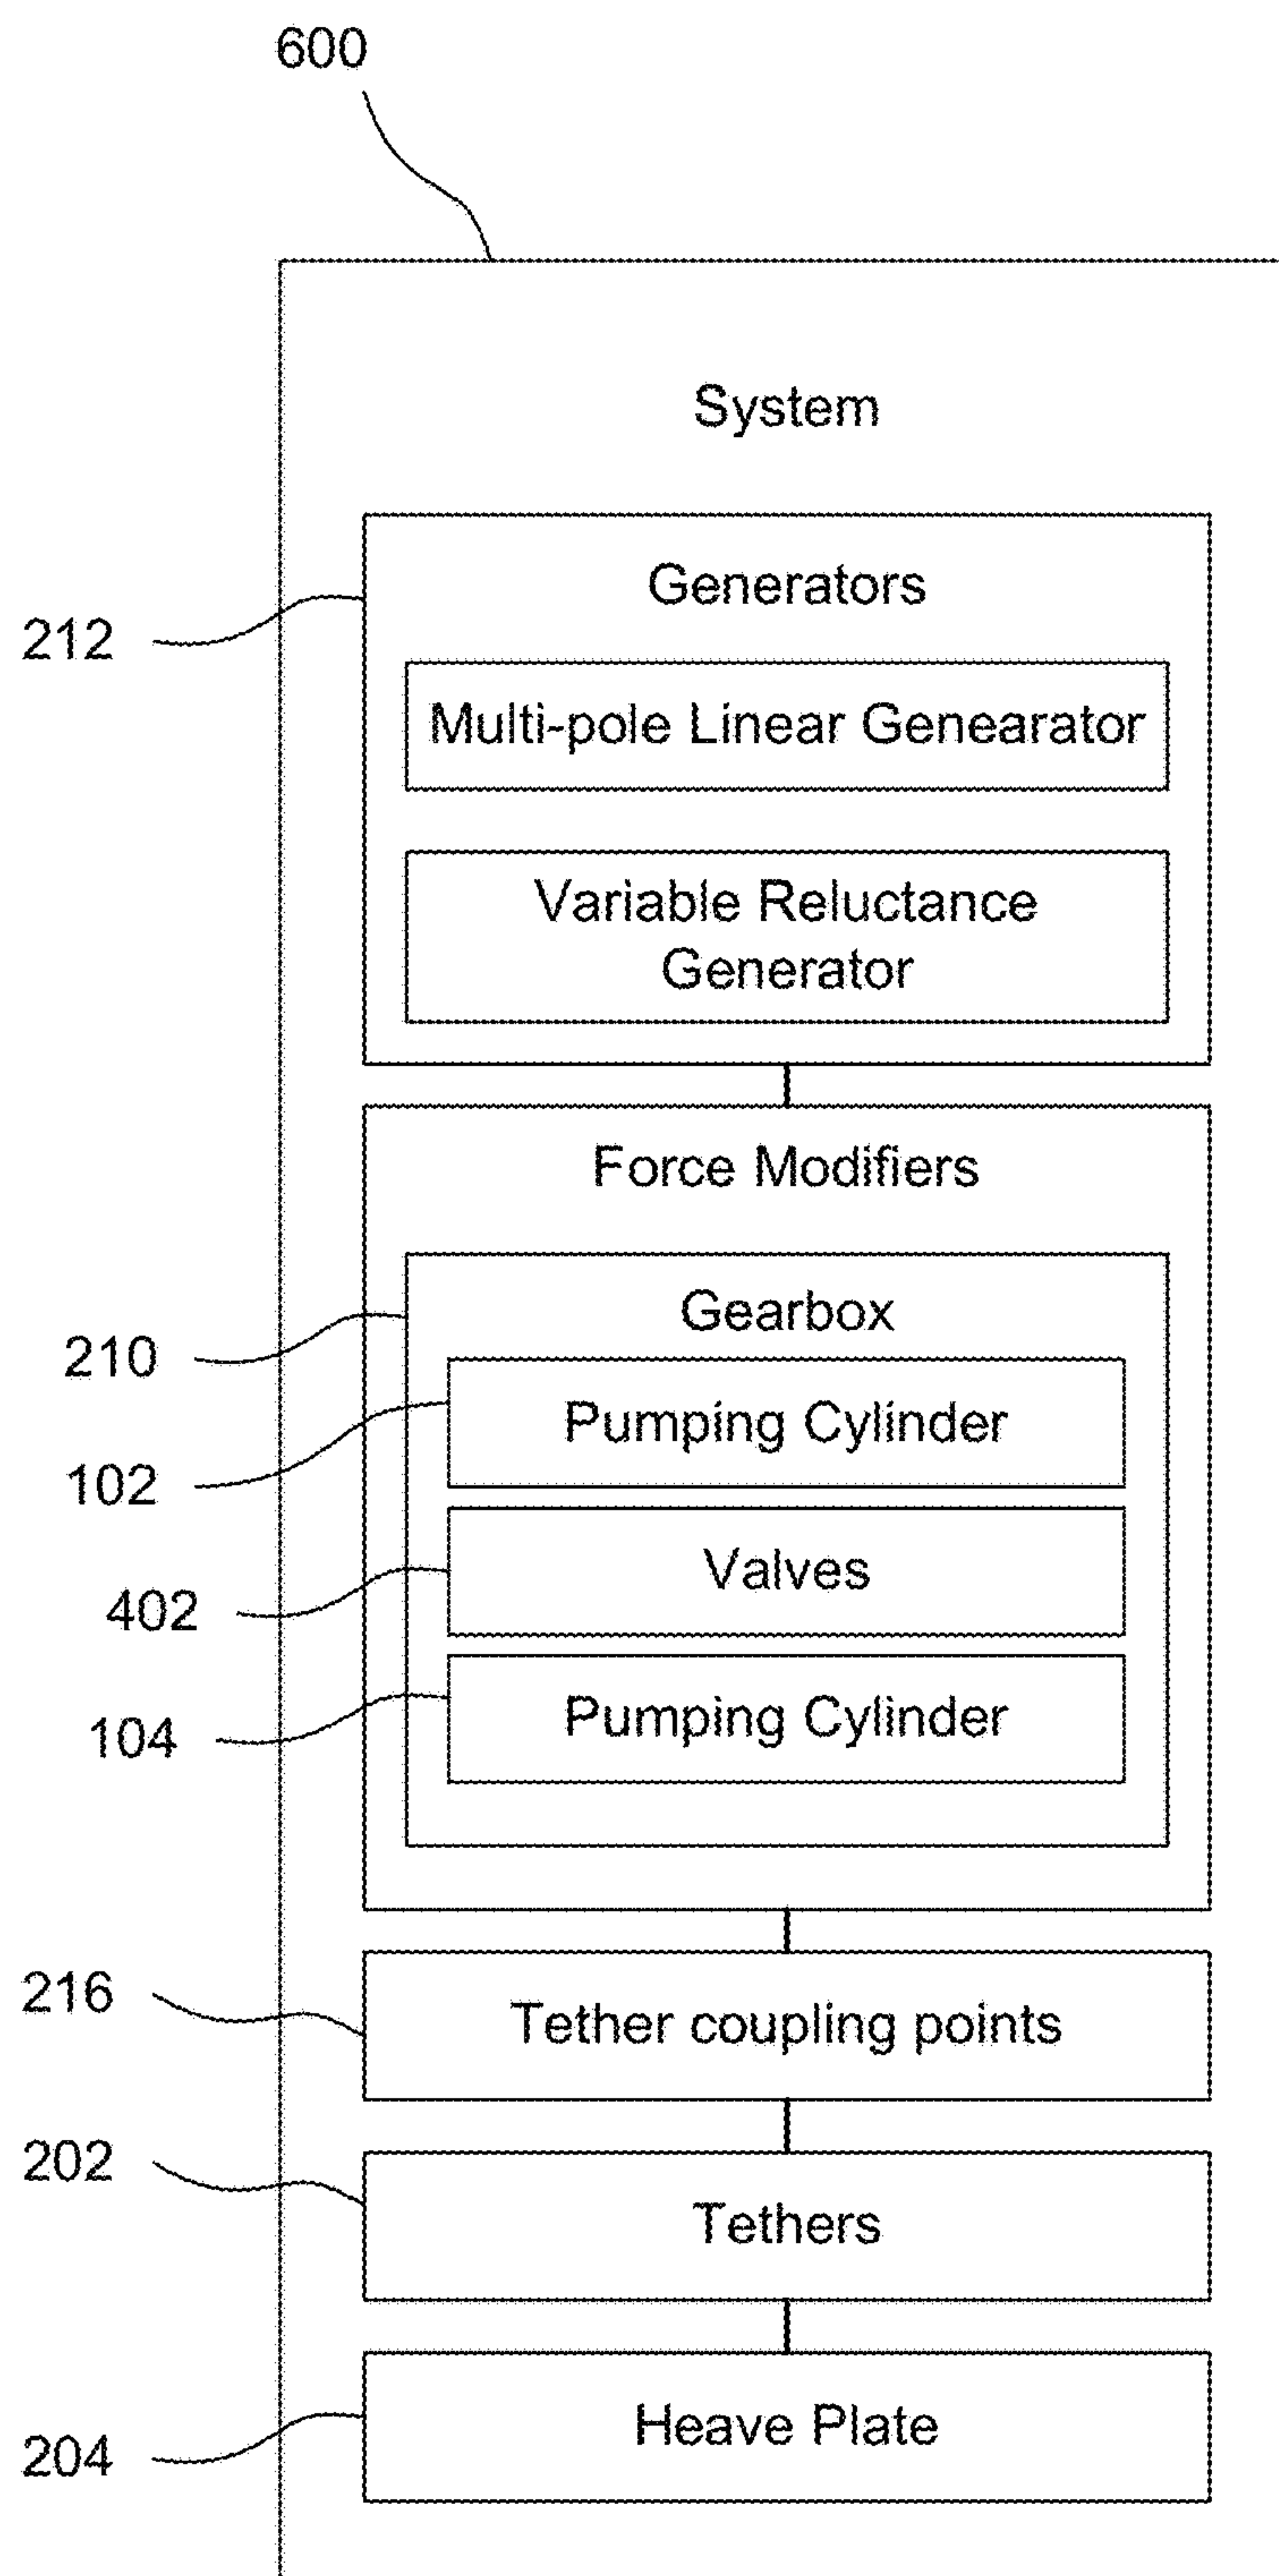 600
System
Generators
212
Multi-pole Linear Genearator
Variable Reluctance
Generator
Force Modifiers
Gearbox
210
Pumping Cylinder
102
Valves
402
Pumping Cylinder
104
216
Tether coupling points
202
Tethers
Heave Plate
204